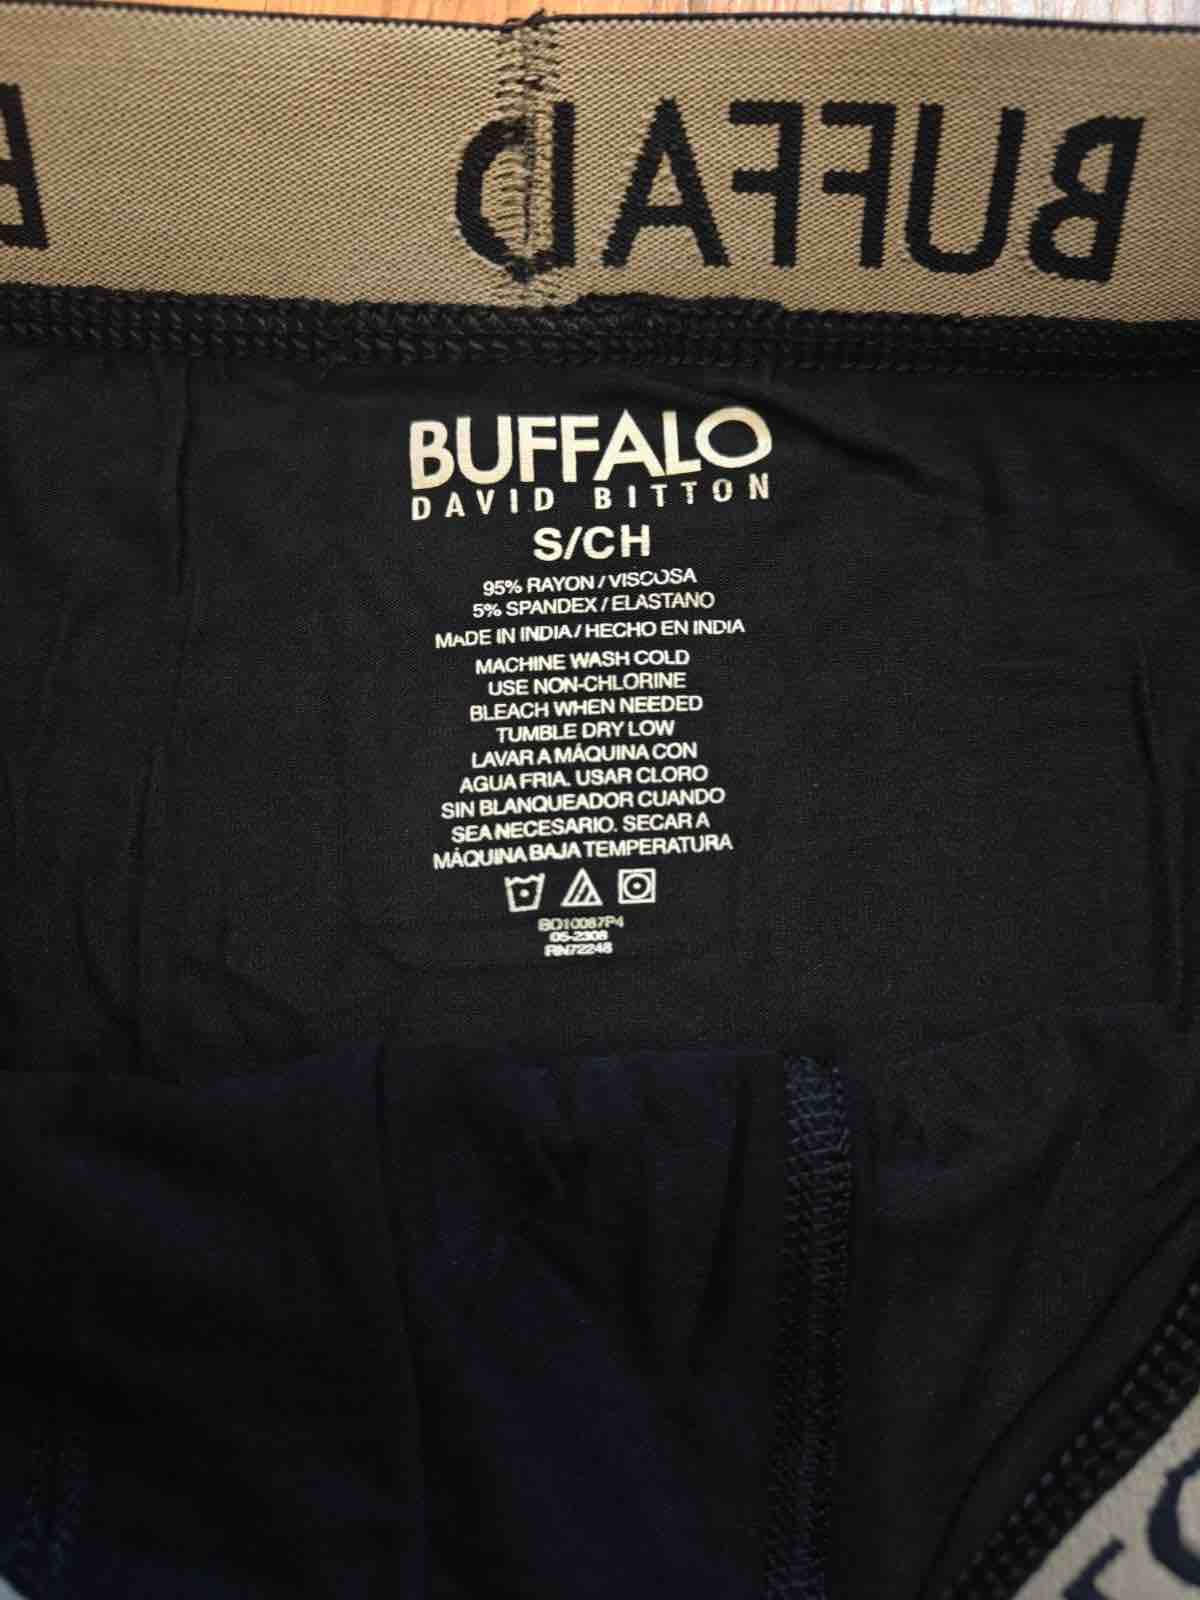 BUFFALO
BUFFALO
DAVID BITTON
S/CH
95% RAYON / VISCOSA
5% SPANDEX / ELASTANO
MADE IN INDIA / HECHO EN INDIA
MACHINE WASH COLD
USE NON-CHLORINE
BLEACH WHEN NEEDED
TUMBLE DRY LOW
LAVAR A MÁQUINA CON
AGUA FRIA. USAR CLORO
SIN BLANQUEADOR CUANDO
SEA NECESARIO. SECAR A
MÁQUINA BAJA TEMPERATURA
BD10087P4
05-2308
RN72248